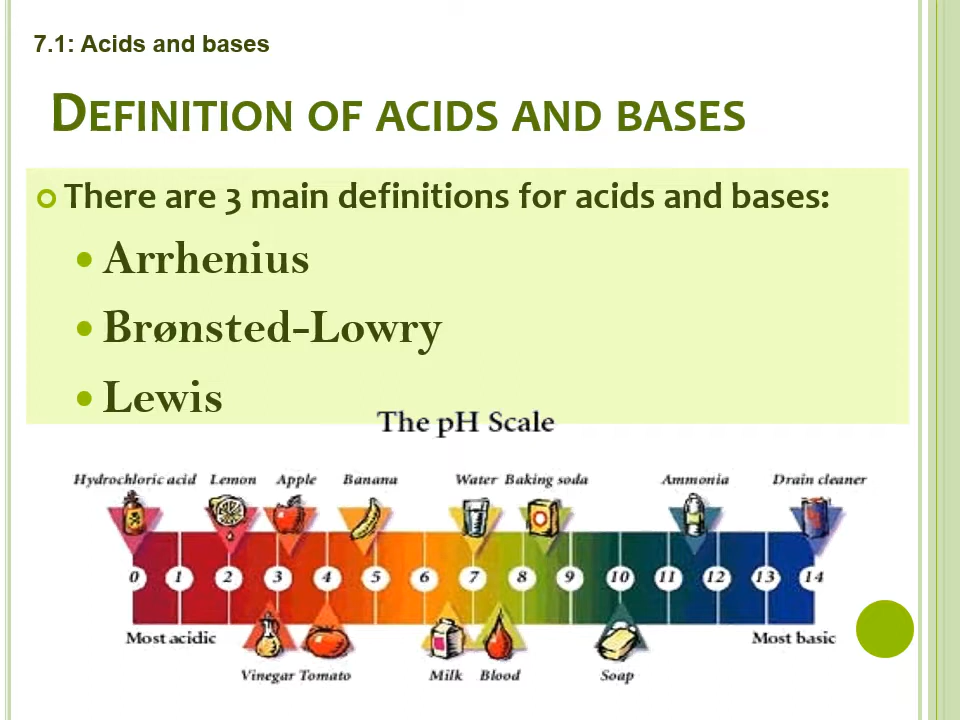 7.1: Acids and bases
DEFINITION OF ACIDS AND BASES
There are 3 main definitions for acids and bases:
Arrhenius
Brønsted-Lowry
Lewis
The pH Scale
Hydrochloric acid Lemon Apple Banana Water Baking soda Ammonia Drain cleaner
0 1 2 3 4 5 6 7 8 9 10 11 12 13 14
Most acidic Most basic
Vinegar Tomato Milk Blood Soap